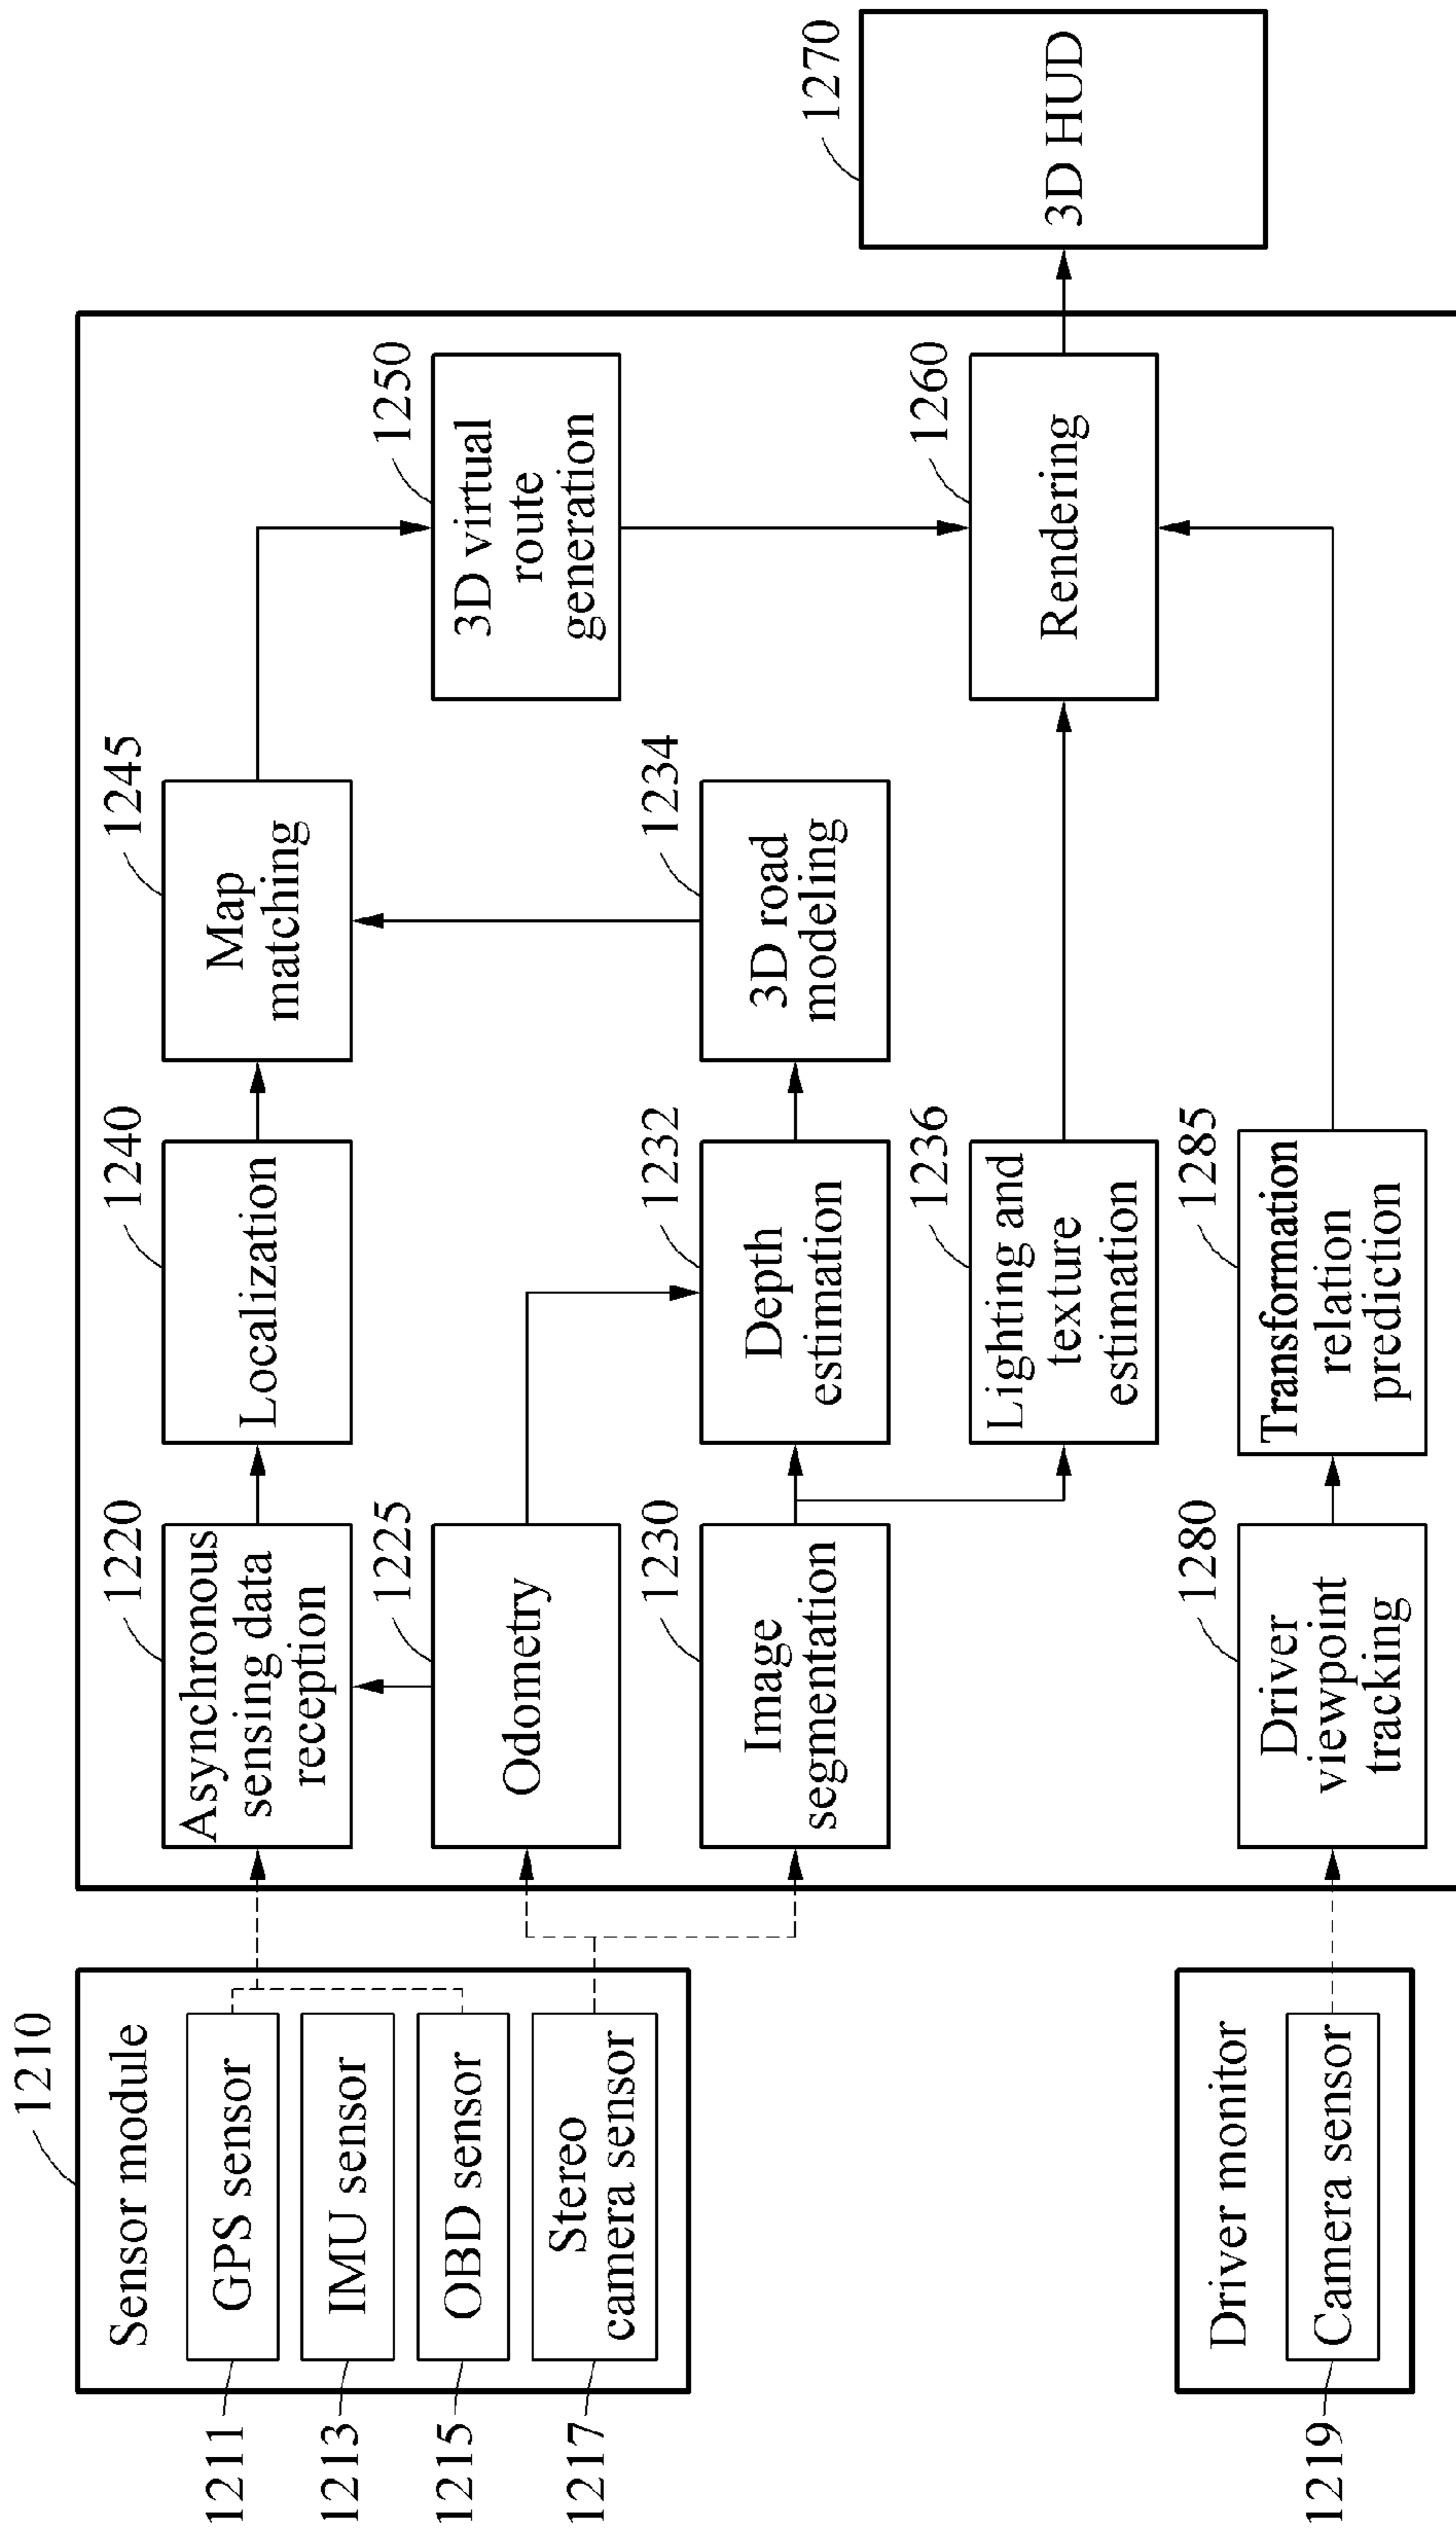 1210
Sensor module
1211
GPS sensor
1213
IMU sensor
1215
OBD sensor
1217
Stereo
camera sensor
Driver monitor
1219
Camera sensor
1220
Asynchronous
sensing data
reception
1240
Localization
1245
Map
matching
1225
Odometry
1250
3D virtual
route
generation
1230
Image
segmentation
1232
Depth
estimation
1234
3D road
modeling
1236
Lighting and
texture
estimation
1260
Rendering
1280
Driver
viewpoint
tracking
1285
Transformation
relation
prediction
1270
3D HUD